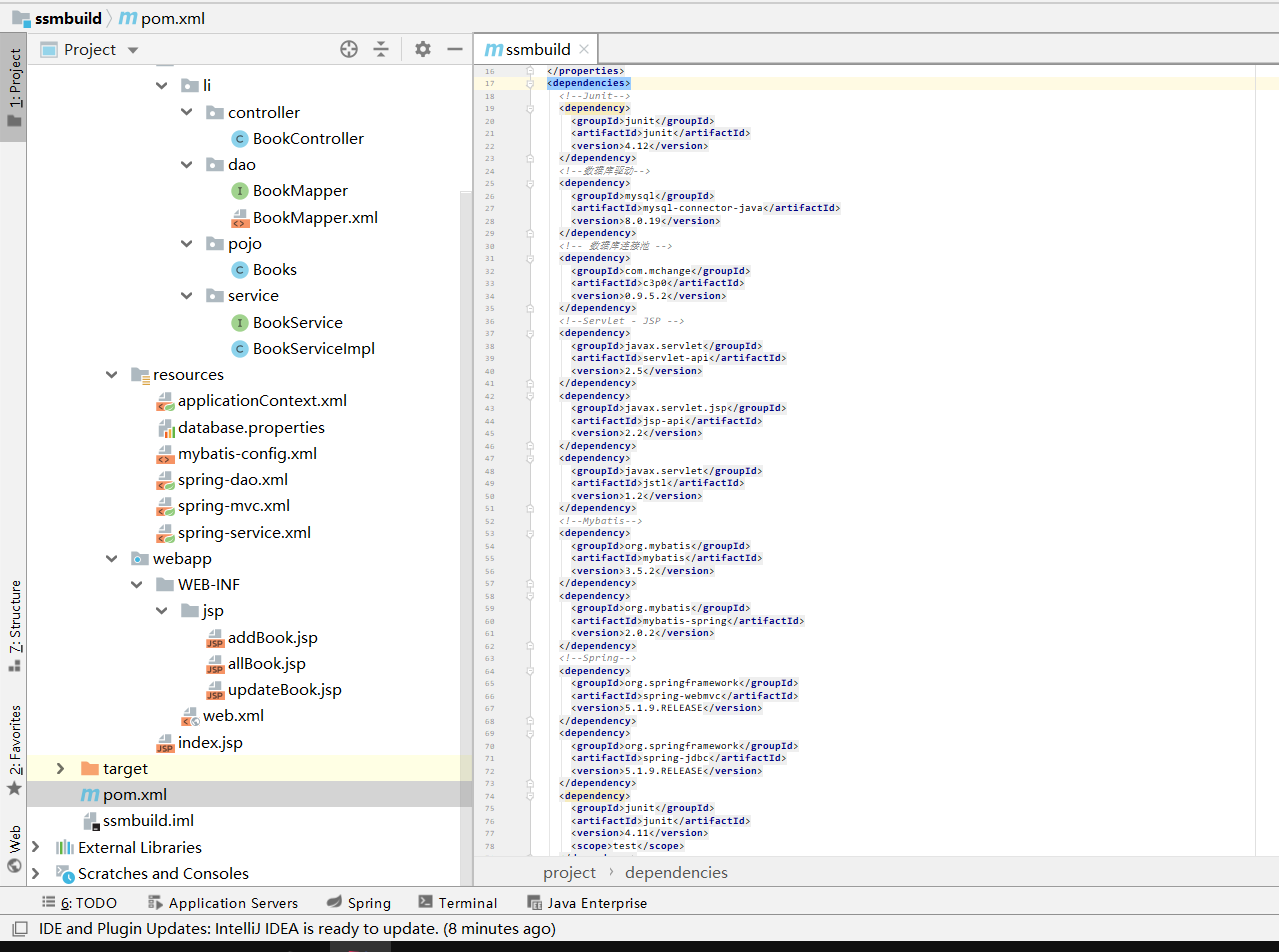 ssmbuild
pom.xml
1: Project
Project
ssmbuild
li
controller
BookController
dao
BookMapper
BookMapper.xml
pojo
Books
service
BookService
BookServiceImpl
resources
applicationContext.xml
database.properties
mybatis-config.xml
spring-dao.xml
spring-mvc.xml
spring-service.xml
webapp
WEB-INF
jsp
addBook.jsp
allBook.jsp
updateBook.jsp
web.xml
index.jsp
target
pom.xml
ssmbuild.iml
External Libraries
Scratches and Consoles
7: Structure
2: Favorites
Web
16 </properties>
17 <dependencies>
18 <!--Junit-->
19 <dependency>
20 <groupId>junit</groupId>
21 <artifactId>junit</artifactId>
22 <version>4.12</version>
23 </dependency>
24 <!--数据库驱动-->
25 <dependency>
26 <groupId>mysql</groupId>
27 <artifactId>mysql-connector-java</artifactId>
28 <version>8.0.19</version>
29 </dependency>
30 <!-- 数据库连接池 -->
31 <dependency>
32 <groupId>com.mchange</groupId>
33 <artifactId>c3p0</artifactId>
34 <version>0.9.5.2</version>
35 </dependency>
36 <!--Servlet - JSP -->
37 <dependency>
38 <groupId>javax.servlet</groupId>
39 <artifactId>servlet-api</artifactId>
40 <version>2.5</version>
41 </dependency>
42 <dependency>
43 <groupId>javax.servlet.jsp</groupId>
44 <artifactId>jsp-api</artifactId>
45 <version>2.2</version>
46 </dependency>
47 <dependency>
48 <groupId>javax.servlet</groupId>
49 <artifactId>jstl</artifactId>
50 <version>1.2</version>
51 </dependency>
52 <!--Mybatis-->
53 <dependency>
54 <groupId>org.mybatis</groupId>
55 <artifactId>mybatis</artifactId>
56 <version>3.5.2</version>
57 </dependency>
58 <dependency>
59 <groupId>org.mybatis</groupId>
60 <artifactId>mybatis-spring</artifactId>
61 <version>2.0.2</version>
62 </dependency>
63 <!--Spring-->
64 <dependency>
65 <groupId>org.springframework</groupId>
66 <artifactId>spring-webmvc</artifactId>
67 <version>5.1.9.RELEASE</version>
68 </dependency>
69 <dependency>
70 <groupId>org.springframework</groupId>
71 <artifactId>spring-jdbc</artifactId>
72 <version>5.1.9.RELEASE</version>
73 </dependency>
74 <dependency>
75 <groupId>junit</groupId>
76 <artifactId>junit</artifactId>
77 <version>4.11</version>
78 <scope>test</scope>
project › dependencies
6: TODO
Application Servers
Spring
Terminal
Java Enterprise
IDE and Plugin Updates: IntelliJ IDEA is ready to update. (8 minutes ago)